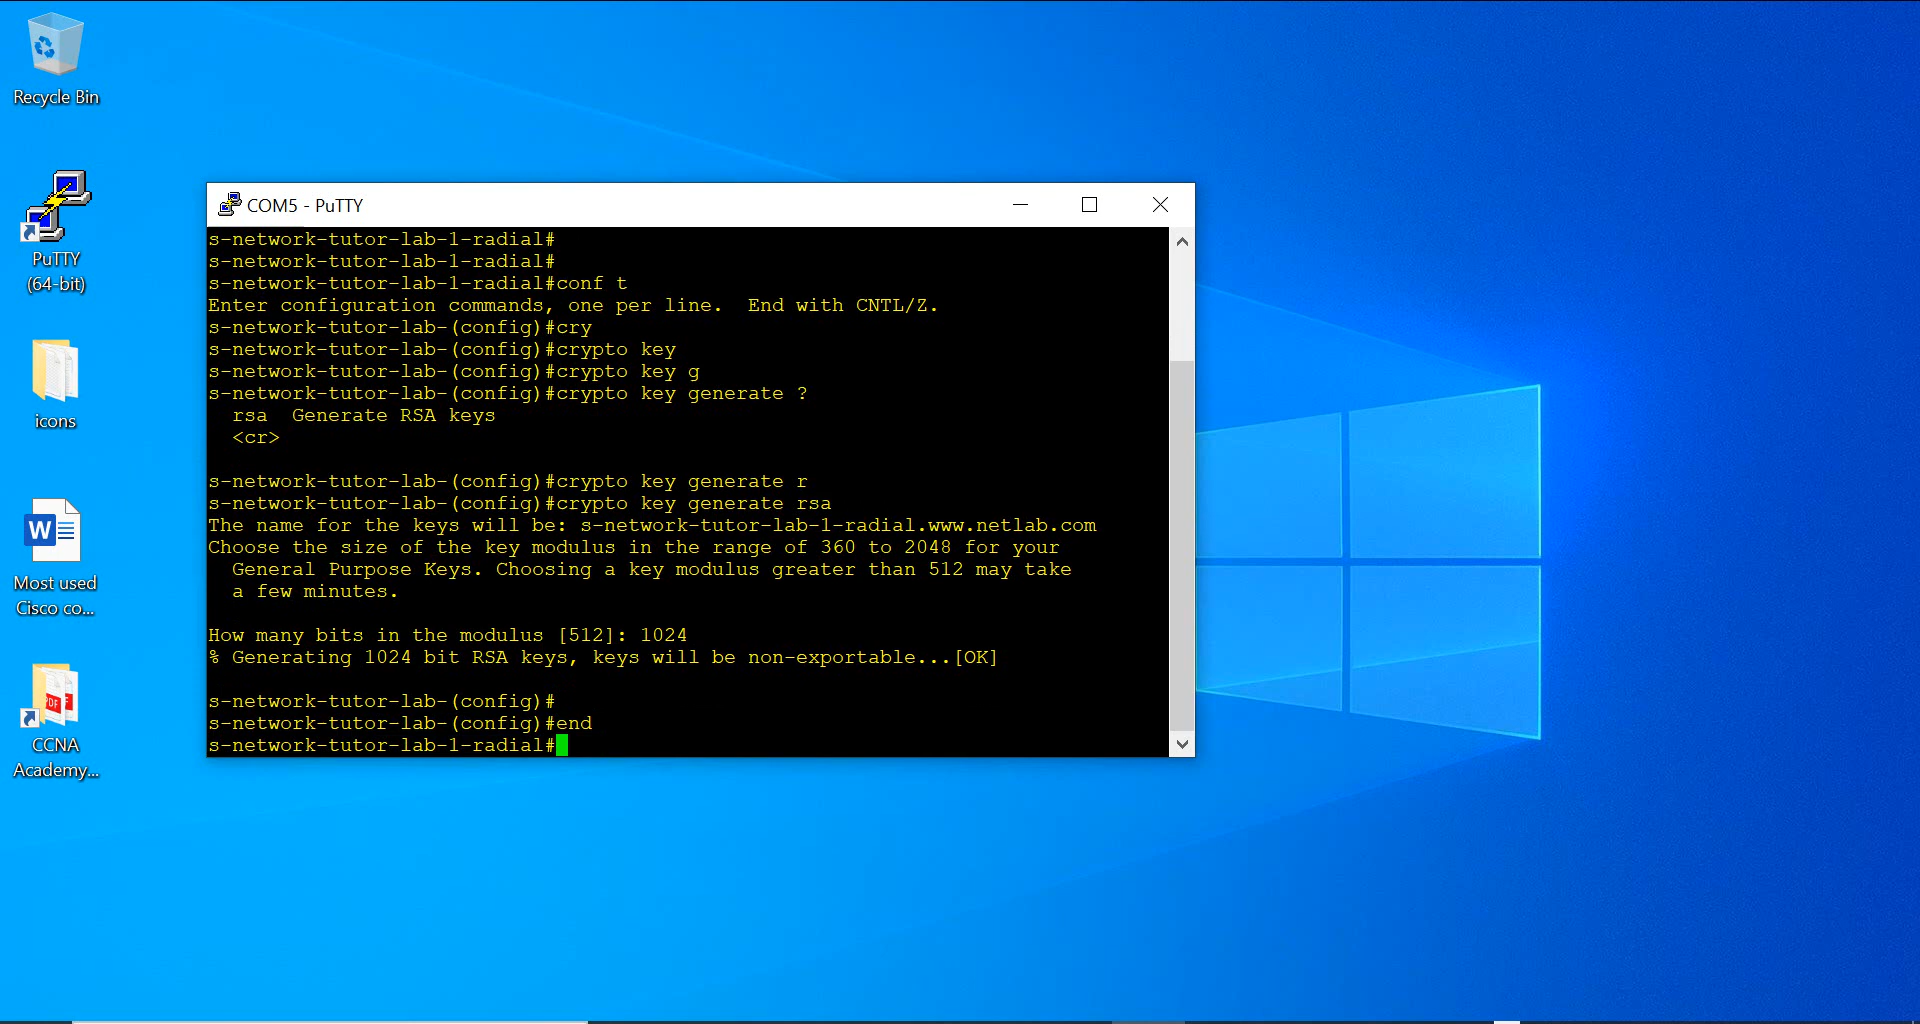 Recycle Bin
PuTTY
(64-bit)
icons
W
Most used
Cisco co...
PDF
CCNA
Academy...
COM5 - PuTTY
s-network-tutor-lab-1-radial#
s-network-tutor-lab-1-radial#
s-network-tutor-lab-1-radial#conf t
Enter configuration commands, one per line.  End with CNTL/Z.
s-network-tutor-lab-(config)#cry
s-network-tutor-lab-(config)#crypto key
s-network-tutor-lab-(config)#crypto key g
s-network-tutor-lab-(config)#crypto key generate ?
  rsa  Generate RSA keys
  <cr>
s-network-tutor-lab-(config)#crypto key generate r
s-network-tutor-lab-(config)#crypto key generate rsa
The name for the keys will be: s-network-tutor-lab-1-radial.www.netlab.com
Choose the size of the key modulus in the range of 360 to 2048 for your
  General Purpose Keys. Choosing a key modulus greater than 512 may take
  a few minutes.
How many bits in the modulus [512]: 1024
% Generating 1024 bit RSA keys, keys will be non-exportable...[OK]
s-network-tutor-lab-(config)#
s-network-tutor-lab-(config)#end
s-network-tutor-lab-1-radial#